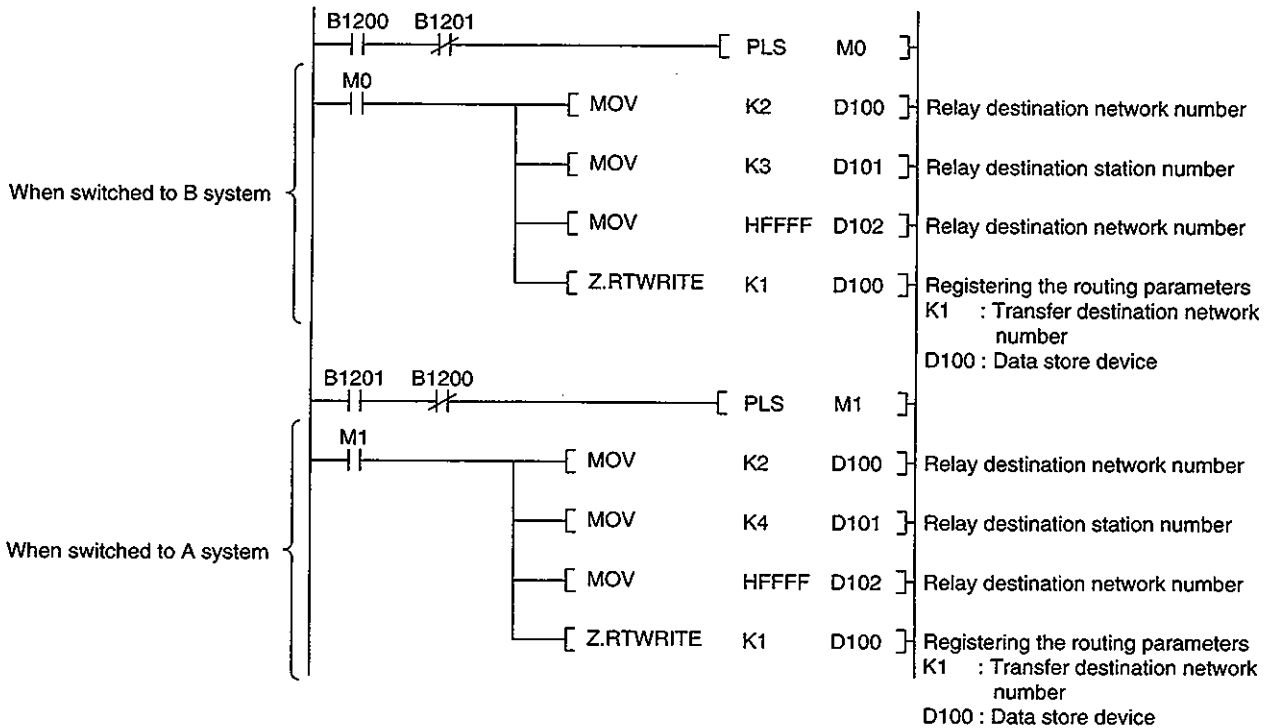 B1200 B1201
PLS M0
M0
MOV K2 D100 Relay destination network number
MOV K3 D101 Relay destination station number
When switched to B system
MOV HFFFF D102 Relay destination network number
Z.RTWRITE K1 D100 Registering the routing parameters
K1 : Transfer destination network
number
D100 : Data store device
B1201 B1200
PLS M1
M1
MOV K2 D100 Relay destination network number
MOV K4 D101 Relay destination station number
When switched to A system
MOV HFFFF D102 Relay destination network number
Z.RTWRITE K1 D100 Registering the routing parameters
K1 : Transfer destination network
number
D100 : Data store device